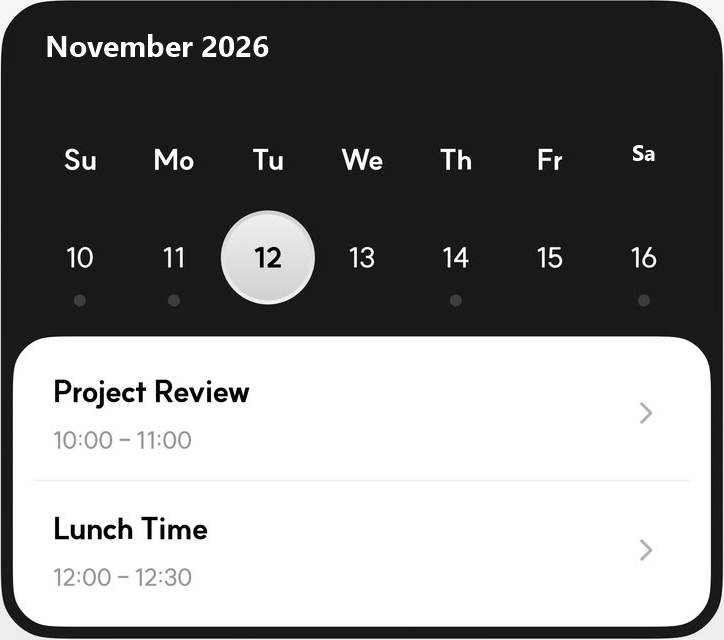 November 2026
Su Mo Tu We Th Fr Sa
10 11 12 13 14 15 16
Project Review
10:00 – 11:00
Lunch Time
12:00 – 12:30